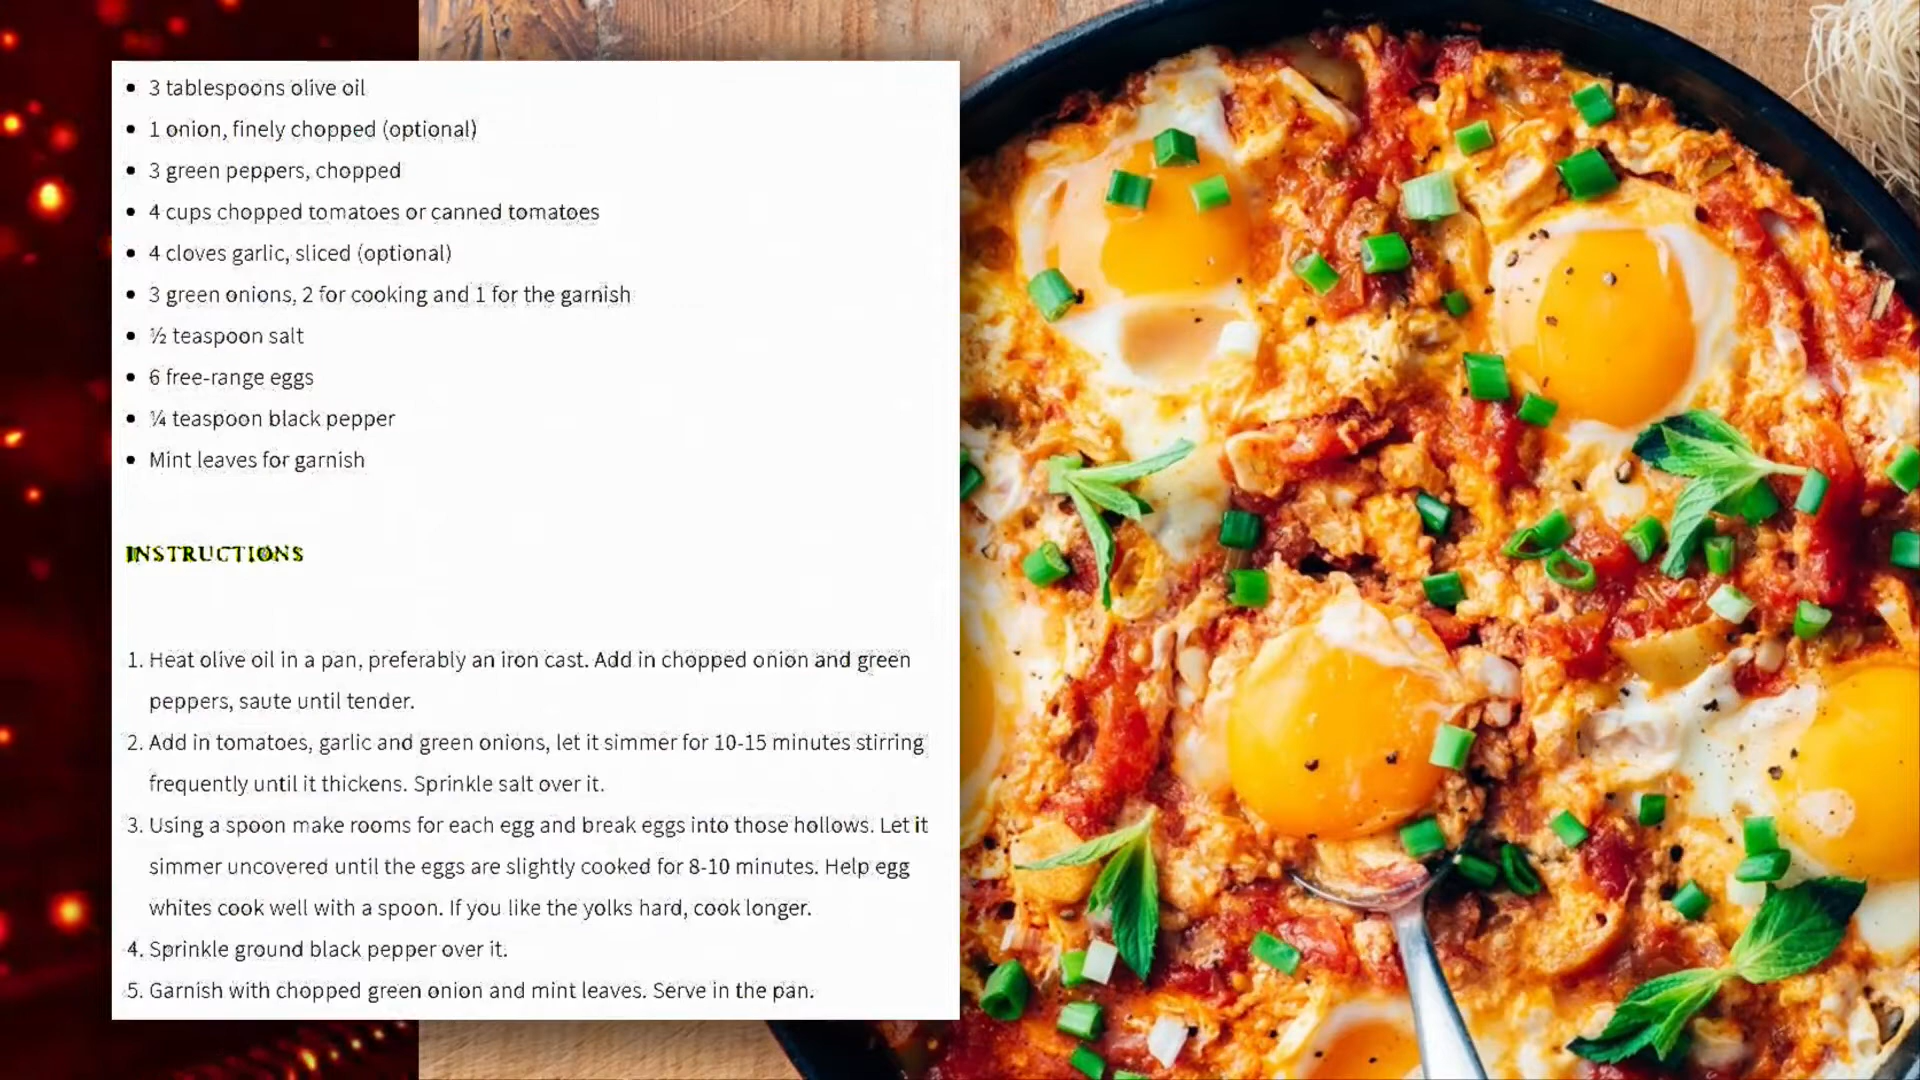 • 3 tablespoons olive oil
• 1 onion, finely chopped (optional)
• 3 green peppers, chopped
• 4 cups chopped tomatoes or canned tomatoes
• 4 cloves garlic, sliced (optional)
• 3 green onions, 2 for cooking and 1 for the garnish
• ½ teaspoon salt
• 6 free-range eggs
• ¼ teaspoon black pepper
• Mint leaves for garnish
INSTRUCTIONS
1. Heat olive oil in a pan, preferably an iron cast. Add in chopped onion and green
peppers, saute until tender.
2. Add in tomatoes, garlic and green onions, let it simmer for 10-15 minutes stirring
frequently until it thickens. Sprinkle salt over it.
3. Using a spoon make rooms for each egg and break eggs into those hollows. Let it
simmer uncovered until the eggs are slightly cooked for 8-10 minutes. Help egg
whites cook well with a spoon. If you like the yolks hard, cook longer.
4. Sprinkle ground black pepper over it.
5. Garnish with chopped green onion and mint leaves. Serve in the pan.